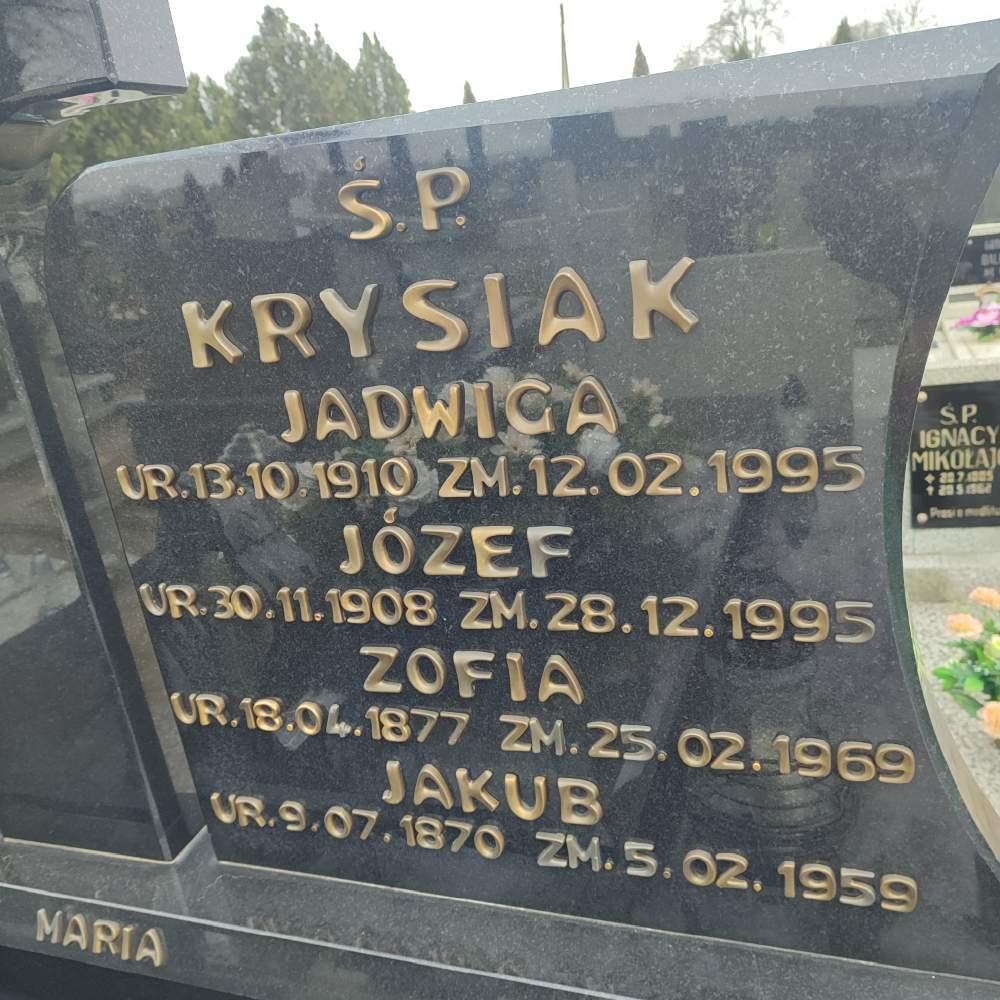 Ś.P.
KRYSIAK
JADWIGA
UR.13.10.1910 ZM.12.02.1995
JÓZEF
UR.30.11.1908 ZM.28.12.1995
ZOFIA
UR.18.04.1877 ZM.25.02.1969
JAKUB
UR.9.07.1870 ZM.5.02.1959
MARIA
Ś.P.
IGNACY